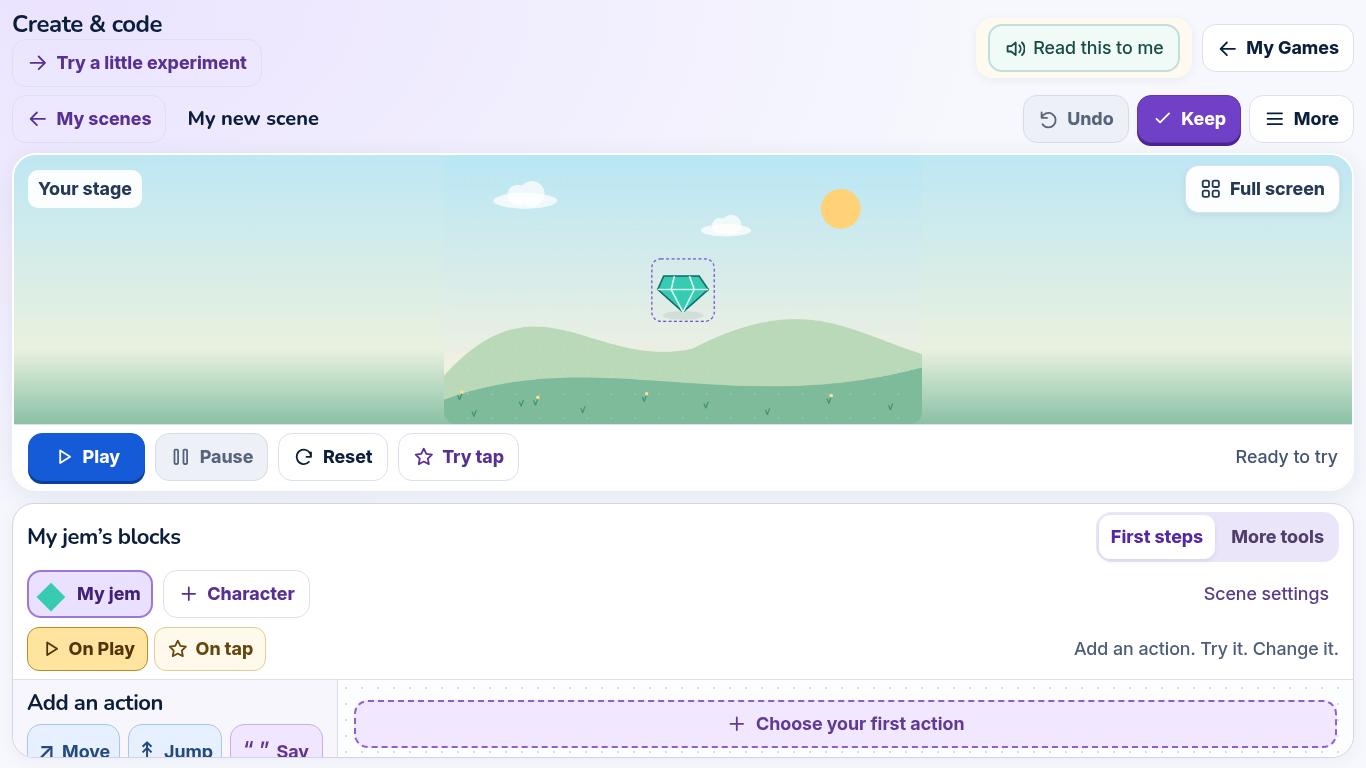 Create & code
Try a little experiment
Read this to me
My Games
My scenes
My new scene
Undo
Keep
More
Your stage
Full screen
Play
Pause
Reset
Try tap
Ready to try
My jem’s blocks
First steps
More tools
My jem
Character
Scene settings
On Play
On tap
Add an action. Try it. Change it.
Add an action
Choose your first action
Move
Jump
“ ” Say